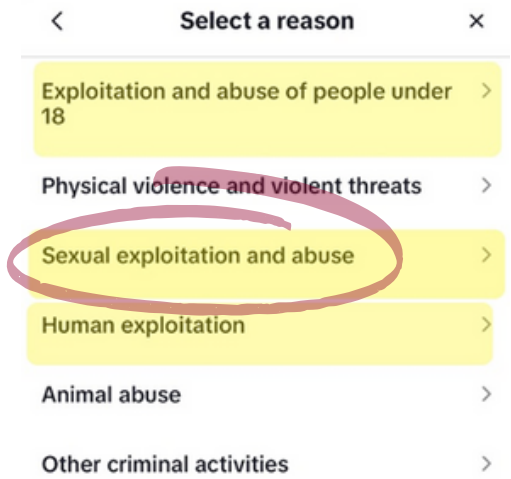 Select a reason
Exploitation and abuse of people under
18
Physical violence and violent threats
Sexual exploitation and abuse
Human exploitation
Animal abuse
Other criminal activities